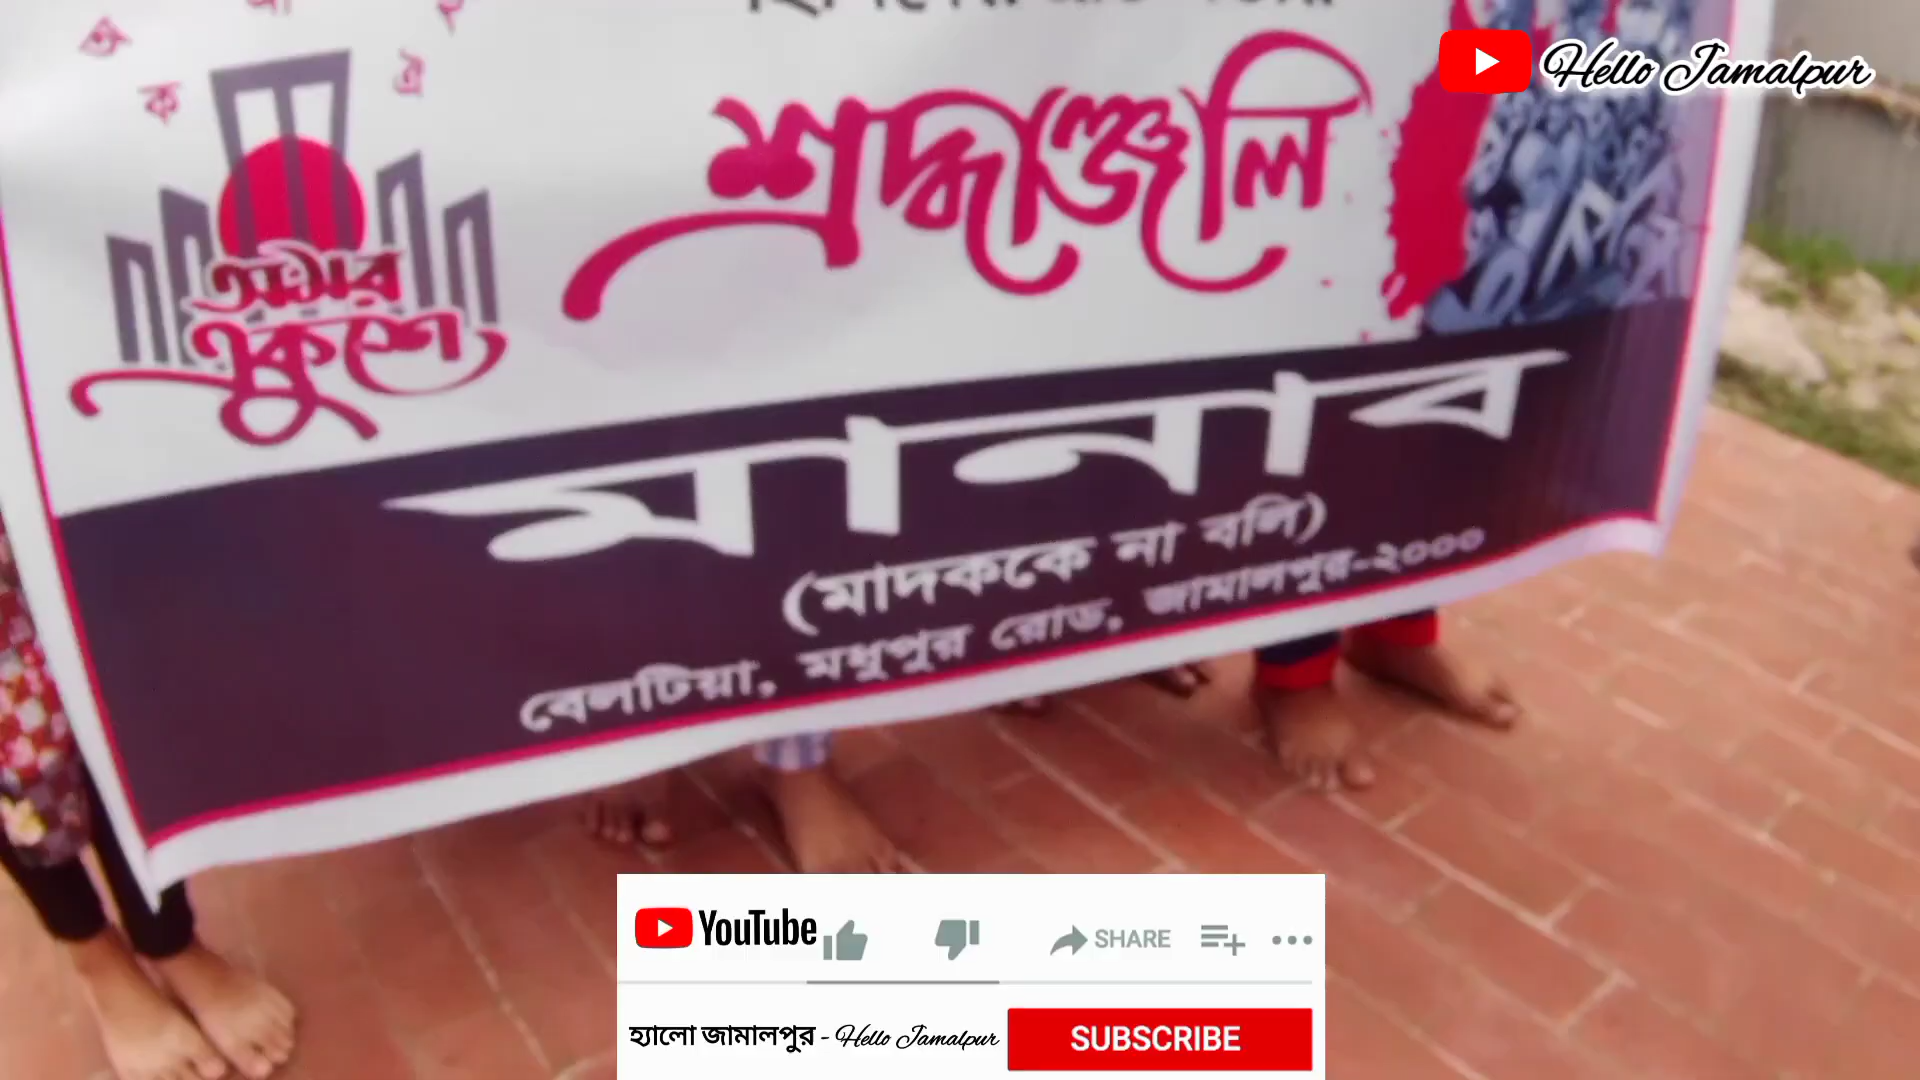 Hello Jamalpur
অ
ক
ঐ
শ্রদ্ধাঞ্জলি
অমর
একুশে
মানাব
(মাদককে না বলি)
বেলটিয়া, মধুপুর রোড, জামালপুর-২০০০
YouTube
SHARE
হ্যালো জামালপুর - Hello Jamalpur
SUBSCRIBE